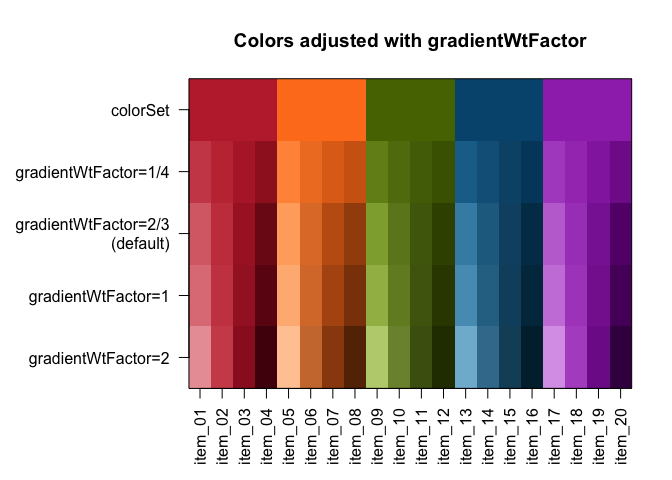 Colors adjusted with gradientWtFactor
colorSet
gradientWtFactor=1/4
gradientWtFactor=2/3
(default)
gradientWtFactor=1
gradientWtFactor=2
item_01
item_02
item_03
item_04
item_05
item_06
item_07
item_08
item_09
item_10
item_11
item_12
item_13
item_14
item_15
item_16
item_17
item_18
item_19
item_20